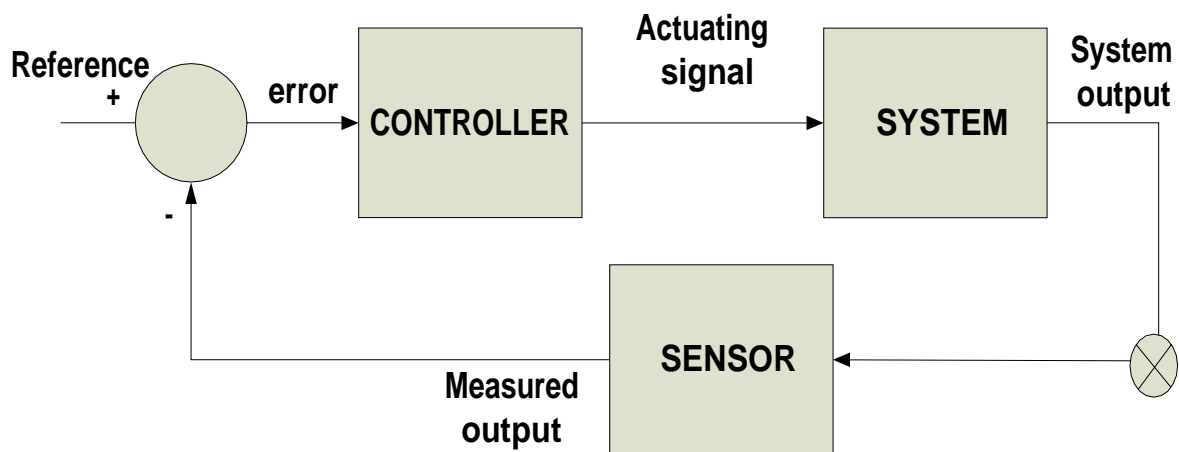 Reference
+
error
CONTROLLER
Actuating
signal
SYSTEM
System
output
-
SENSOR
Measured
output